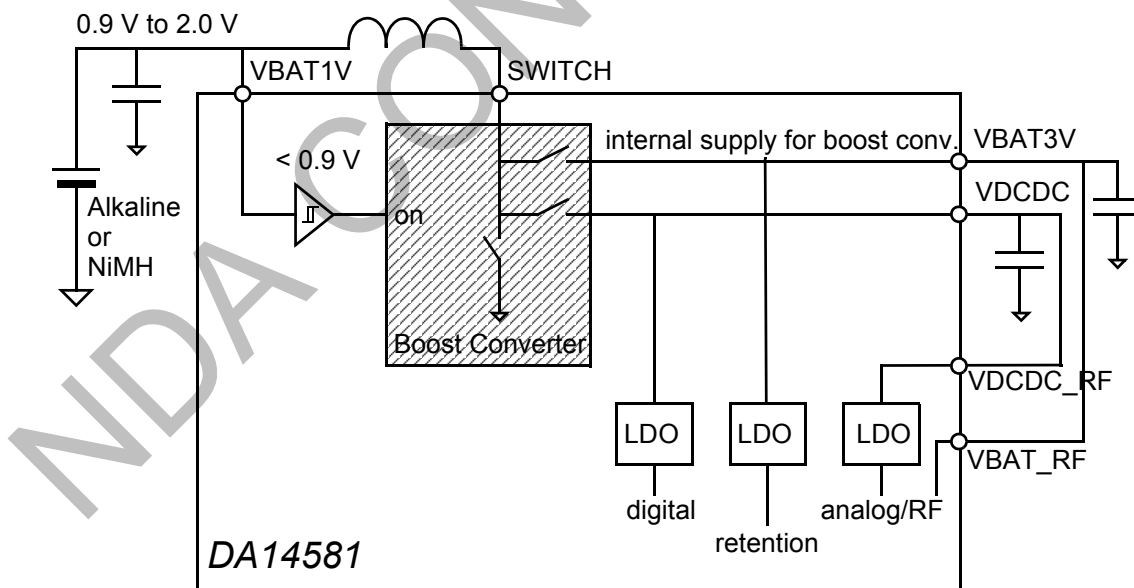 0.9 V to 2.0 V
VBAT1V
SWITCH
internal supply for boost conv.
VBAT3V
< 0.9 V
VDCDC
Alkaline
or
NiMH
on
Boost Converter
VDCDC_RF
LDO
LDO
LDO
VBAT_RF
digital
analog/RF
retention
DA14581
NDA CON